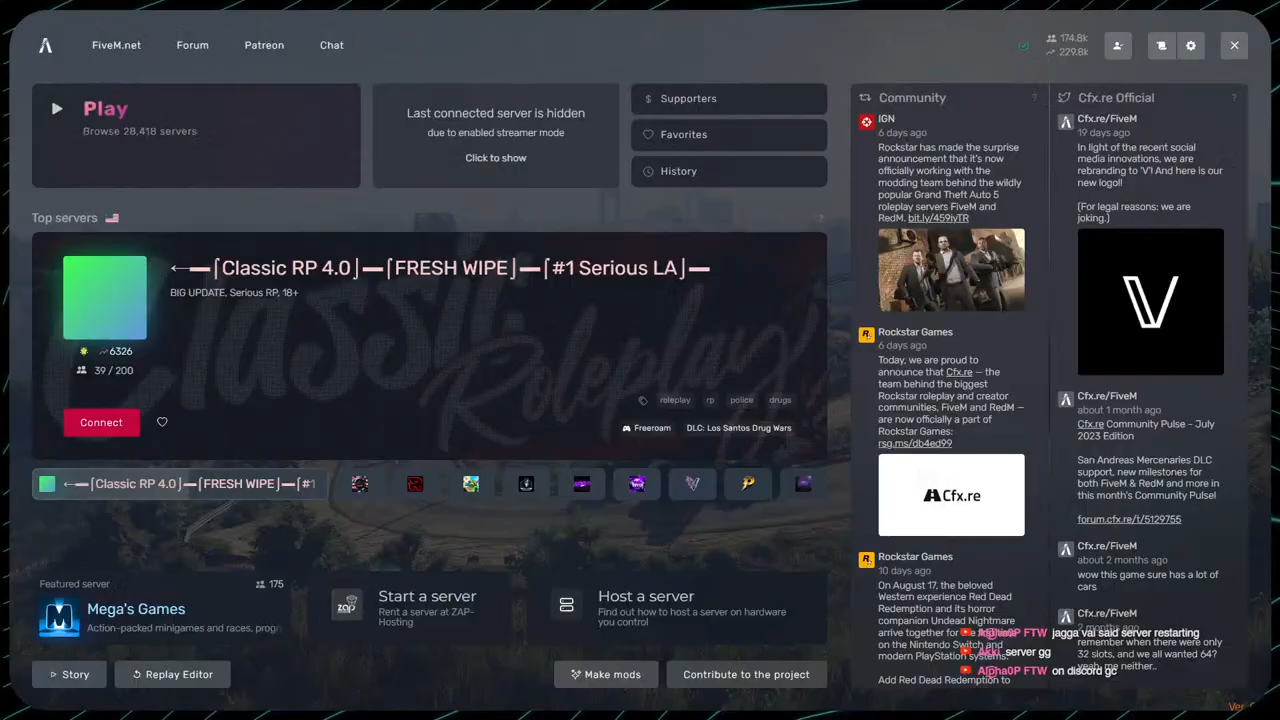 FiveM.net
Forum
Patreon
Chat
174.8k
229.8k
Play
Browse 28,418 servers
Last connected server is hidden
due to enabled streamer mode
Click to show
Supporters
Favorites
History
Top servers
?
←━⌈Classic RP 4.0⌋━⌈FRESH WIPE⌋━⌈#1 Serious LA⌋━
BIG UPDATE, Serious RP, 18+
Classic
Roleplay
6326
39 / 200
Connect
roleplay
rp
police
drugs
Freeroam
DLC: Los Santos Drug Wars
←━⌈Classic RP 4.0⌋━⌈FRESH WIPE⌋━⌈#1
Featured server
175
Mega's Games
Action-packed minigames and races, progr
ZAP
Start a server
Rent a server at ZAP-
Hosting
Host a server
Find out how to host a server on hardware
you control
Story
Replay Editor
Make mods
Contribute to the project
Community
?
IGN
6 days ago
Rockstar has made the surprise
announcement that it's now
officially working with the
modding team behind the wildly
popular Grand Theft Auto 5
roleplay servers FiveM and
RedM. bit.ly/459iyTR
Rockstar Games
6 days ago
Today, we are proud to
announce that Cfx.re — the
team behind the biggest
Rockstar roleplay and creator
communities, FiveM and RedM —
are now officially a part of
Rockstar Games:
rsg.ms/db4ed99
Cfx.re
Rockstar Games
10 days ago
On August 17, the beloved
Western experience Red Dead
Redemption and its horror
companion Undead Nightmare
arrive together for
on the Nintendo Switch and
modern PlayStation systems.
Add Red Dead Redemption to
Cfx.re Official
?
Cfx.re/FiveM
19 days ago
In light of the recent social
media innovations, we are
rebranding to 'V'! And here is our
new logo!!
(For legal reasons: we are
joking.)
V
Cfx.re/FiveM
about 1 month ago
Cfx.re Community Pulse - July
2023 Edition
San Andreas Mercenaries DLC
support, new milestones for
both FiveM & RedM and more in
this month's Community Pulse!
forum.cfx.re/t/5129755
Cfx.re/FiveM
about 2 months ago
wow this game sure has a lot of
cars
Cfx.re/FiveM
2 months ago
remember when there were only
32 slots, and we all wanted 64?
yeah, me neither..
Alpha0P FTW jagga vai said server restarting
server gg
Alpha0P FTW on discord gc
Ver.